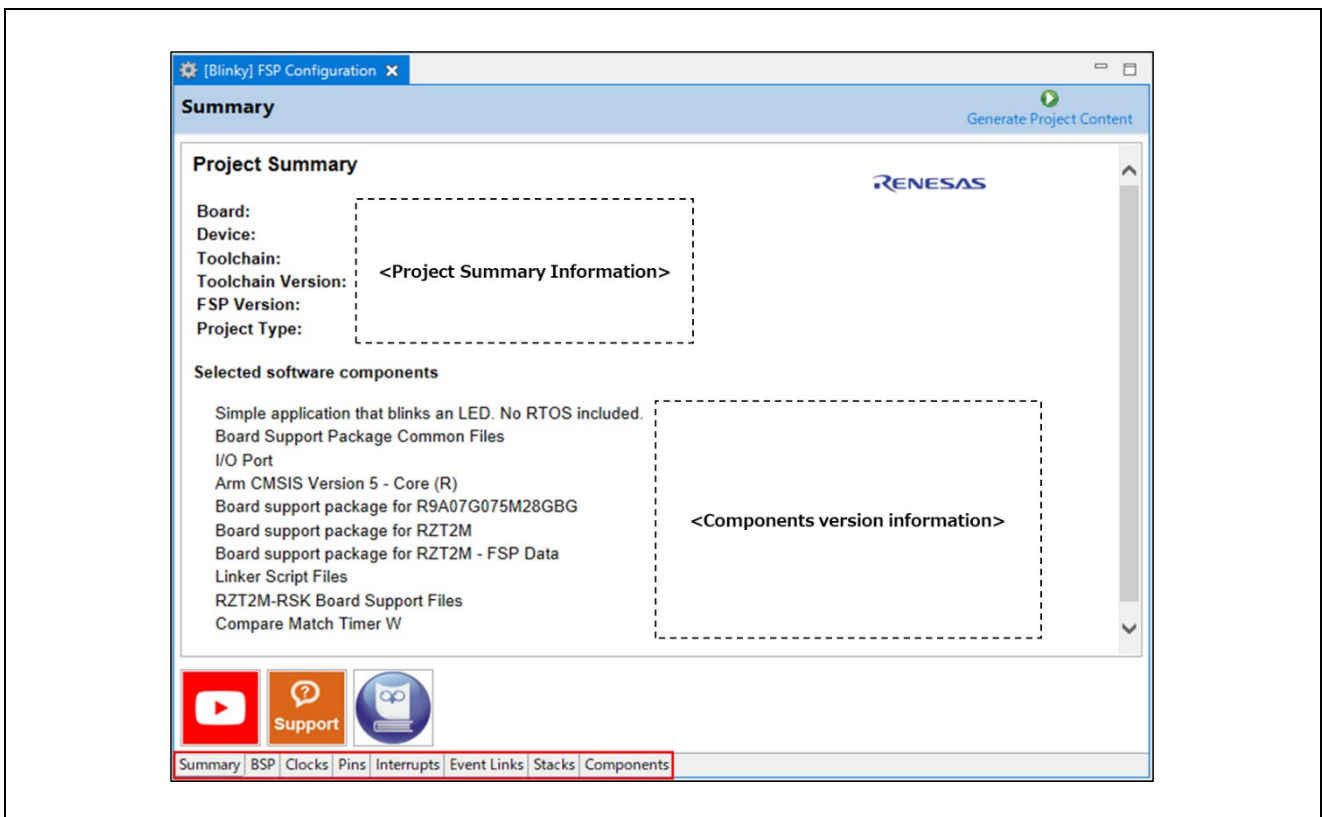 [Blinky] FSP Configuration
Summary
Generate Project Content
Project Summary
RENESAS
Board:
Device:
Toolchain:
Toolchain Version:
FSP Version:
Project Type:
<Project Summary Information>
Selected software components
Simple application that blinks an LED. No RTOS included.
Board Support Package Common Files
I/O Port
Arm CMSIS Version 5 - Core (R)
Board support package for R9A07G075M28GBG
Board support package for RZT2M
Board support package for RZT2M - FSP Data
Linker Script Files
RZT2M-RSK Board Support Files
Compare Match Timer W
<Components version information>
Support
Summary BSP Clocks Pins Interrupts Event Links Stacks Components